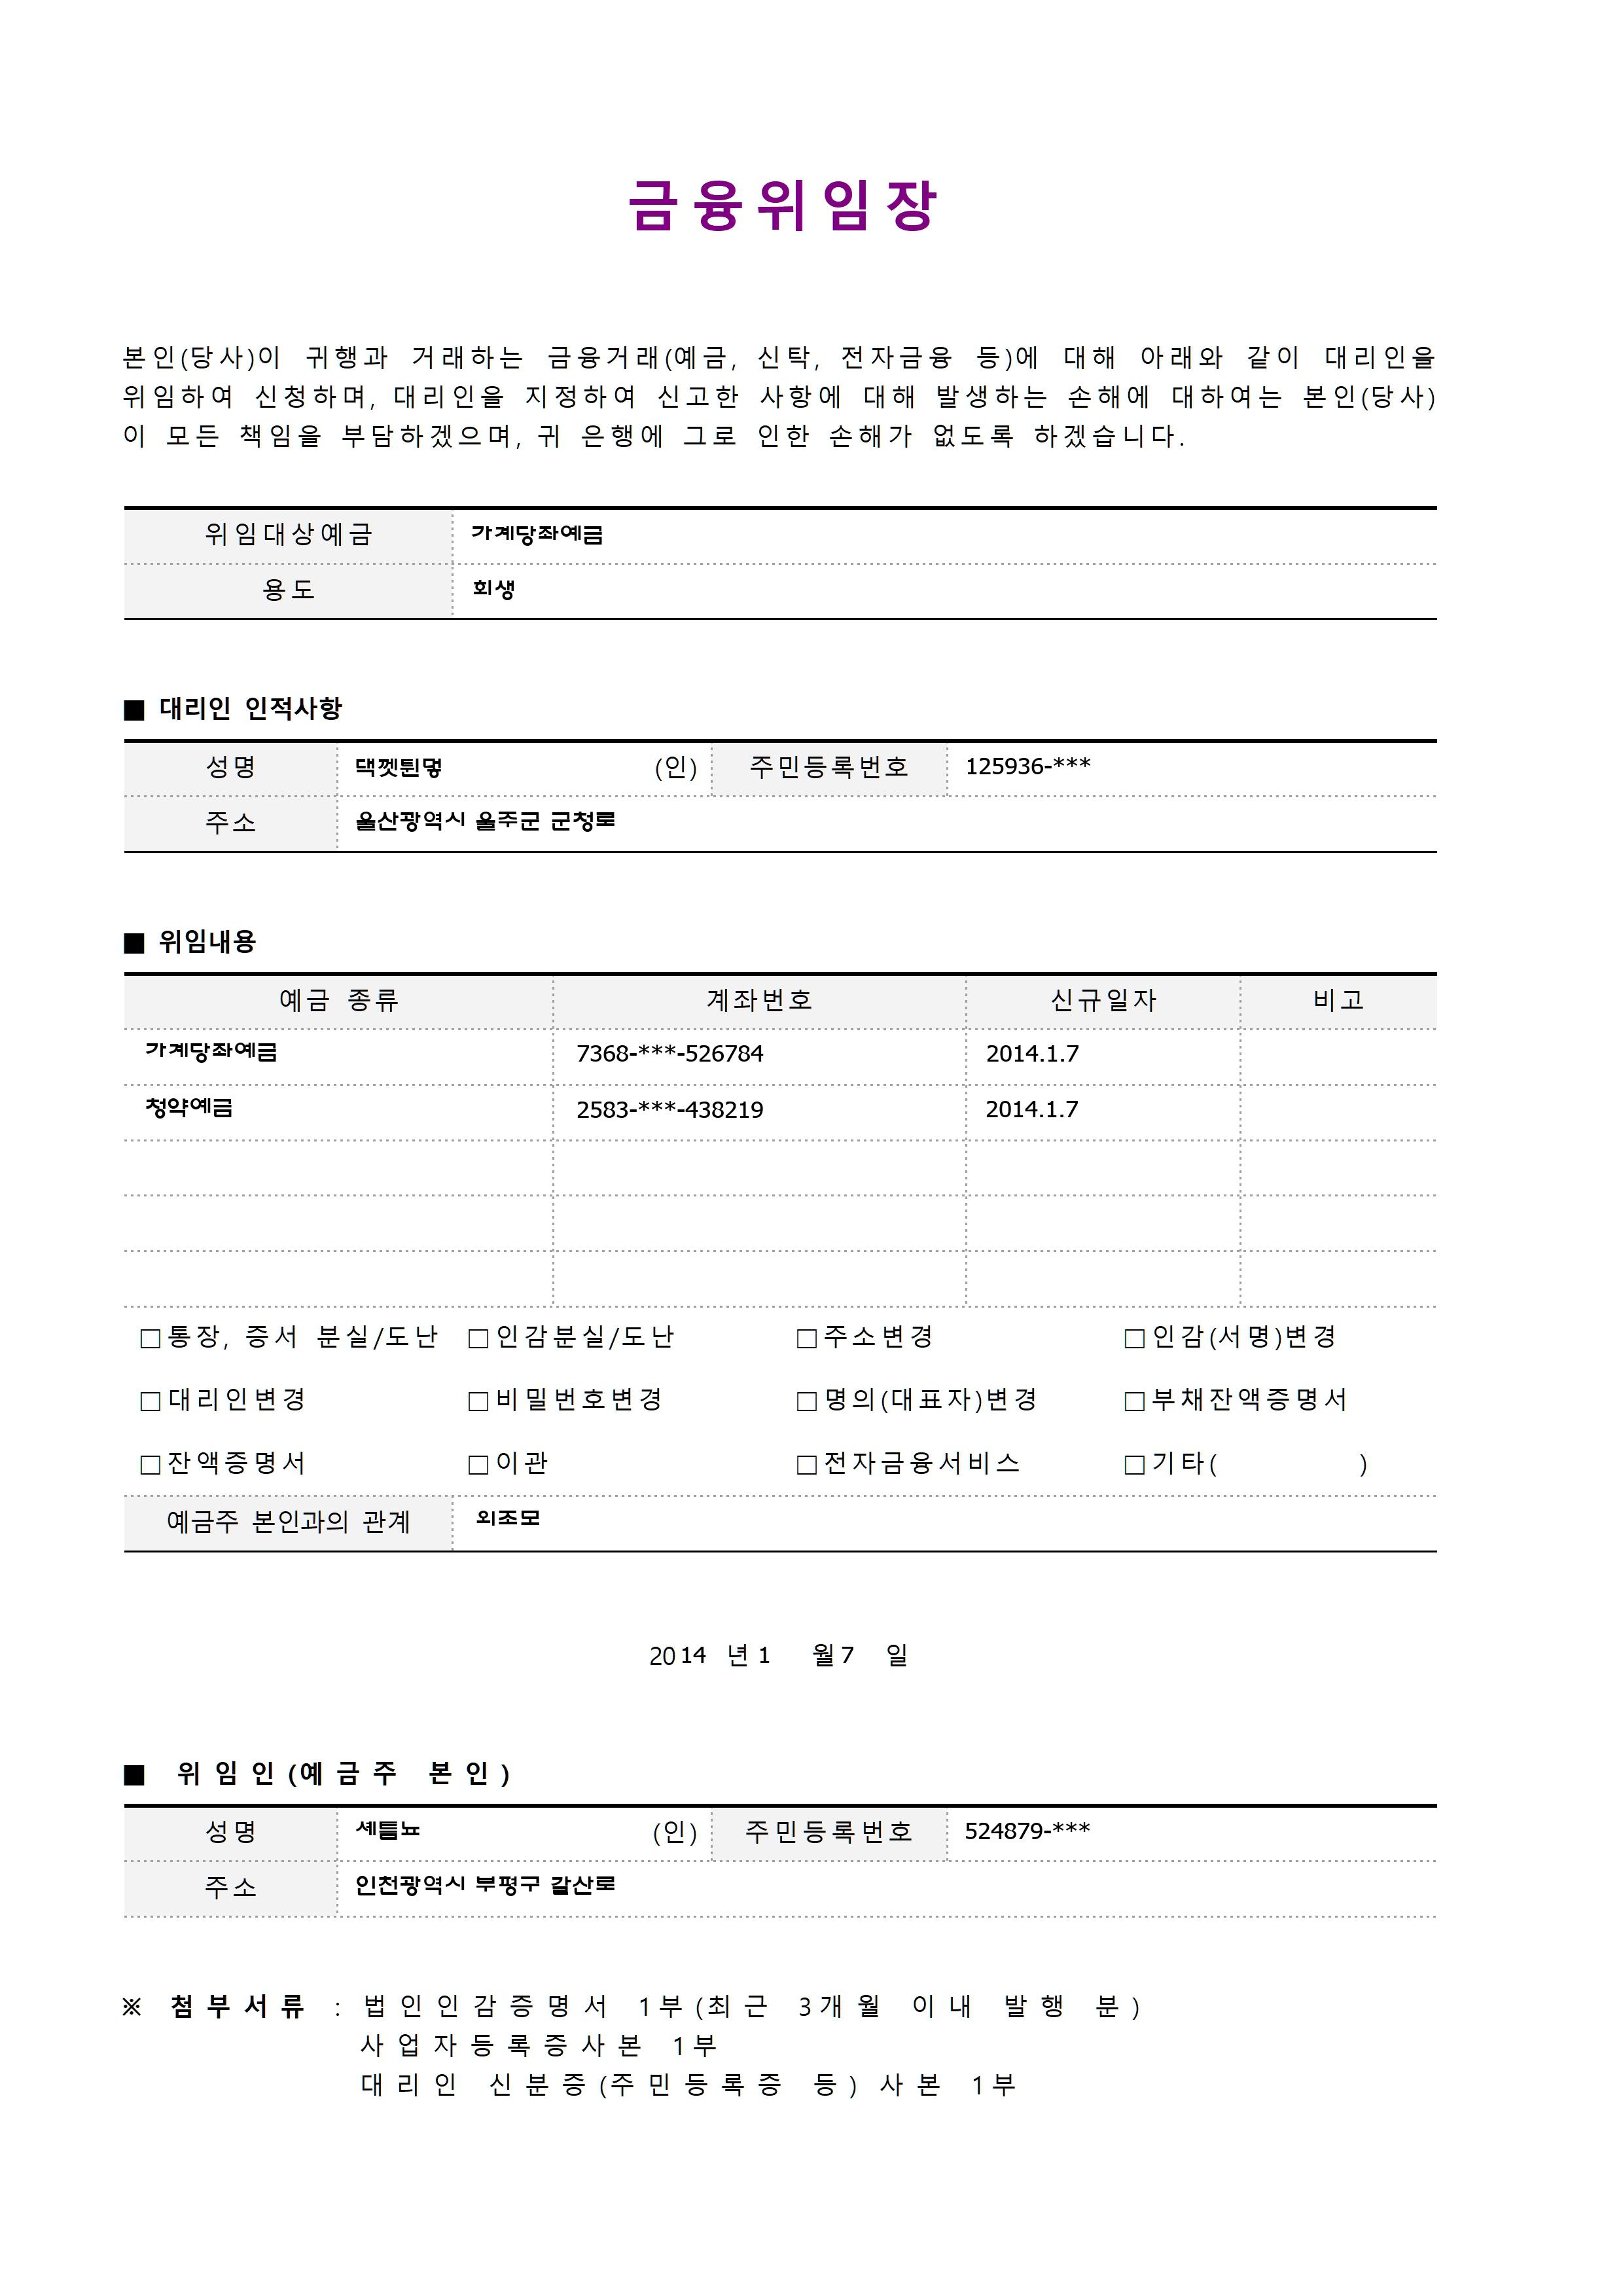 금융위임장
본인(당사)이 귀행과 거래하는 금융거래(예금, 신탁, 전자금융 등)에 대해 아래와 같이 대리인을
위임하여 신청하며, 대리인을 지정하여 신고한 사항에 대해 발생하는 손해에 대하여는 본인(당사)
이 모든 책임을 부담하겠으며, 귀 은행에 그로 인한 손해가 없도록 하겠습니다.
위임대상예금 가계당좌예금
용도 회생
■ 대리인 인적사항
성명 (인) 주민등록번호 125936-***
주소 울산광역시 울주군 군청로
■ 위임내용
예금 종류 계좌번호 신규일자 비고
가계당좌예금 7368-***-526784 2014.1.7
청약예금 2583-***-438219 2014.1.7
□통장, 증서 분실/도난 □인감분실/도난 □주소변경 □인감(서명)변경
□대리인변경 □비밀번호변경 □명의(대표자)변경 □부채잔액증명서
□잔액증명서 □이관 □전자금융서비스 □기타( )
예금주 본인과의 관계 외조모
2014 년 1 월 7 일
■ 위임인(예금주 본인)
성명 (인) 주민등록번호 524879-***
주소 인천광역시 부평구 갈산로
※ 첨부서류 : 법인인감증명서 1부(최근 3개월 이내 발행 분)
사업자등록증사본 1부
대리인 신분증(주민등록증 등) 사본 1부